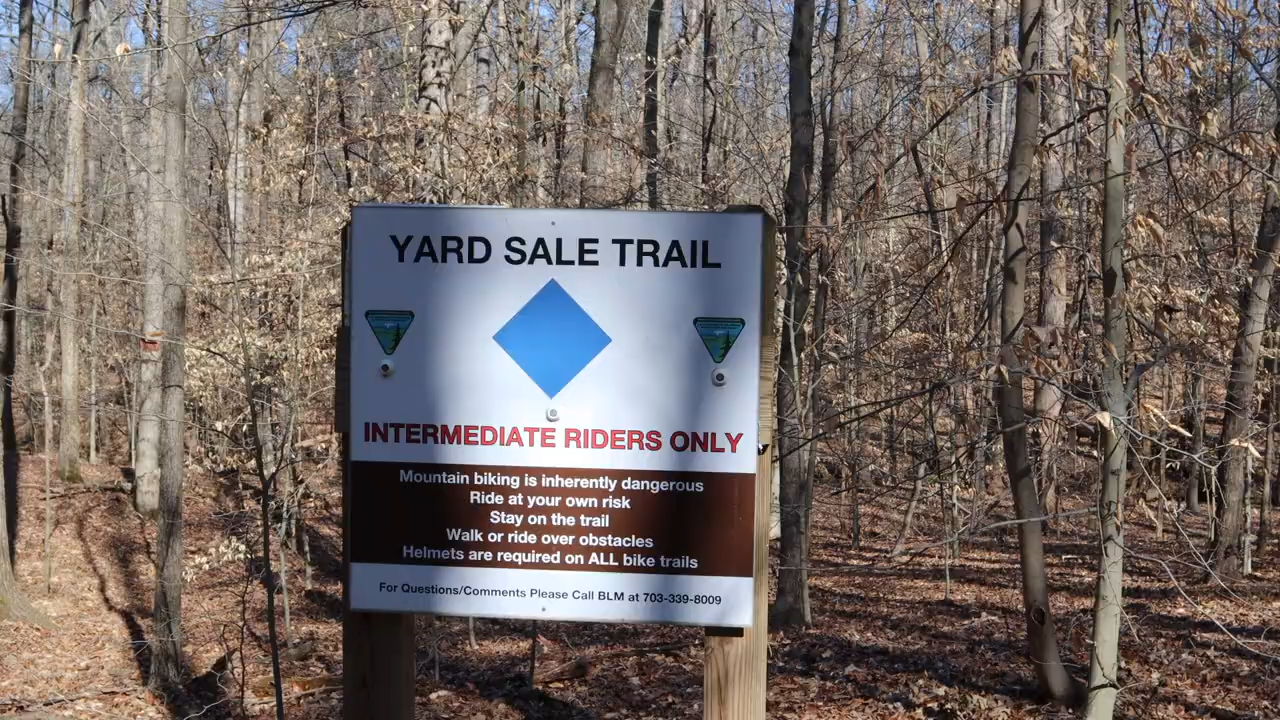 YARD SALE TRAIL
INTERMEDIATE RIDERS ONLY
Mountain biking is inherently dangerous
Ride at your own risk
Stay on the trail
Walk or ride over obstacles
Helmets are required on ALL bike trails
For Questions/Comments Please Call BLM at 703-339-8009